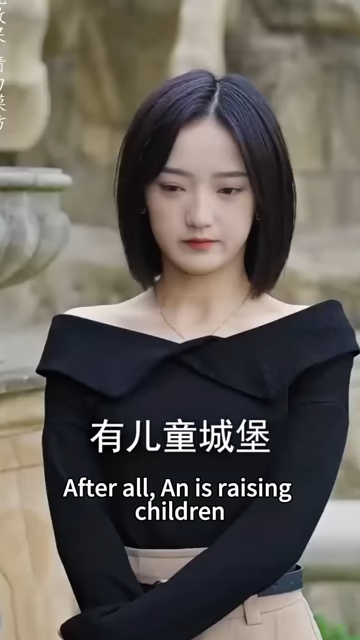 有儿童城堡
After all, An is raising
children